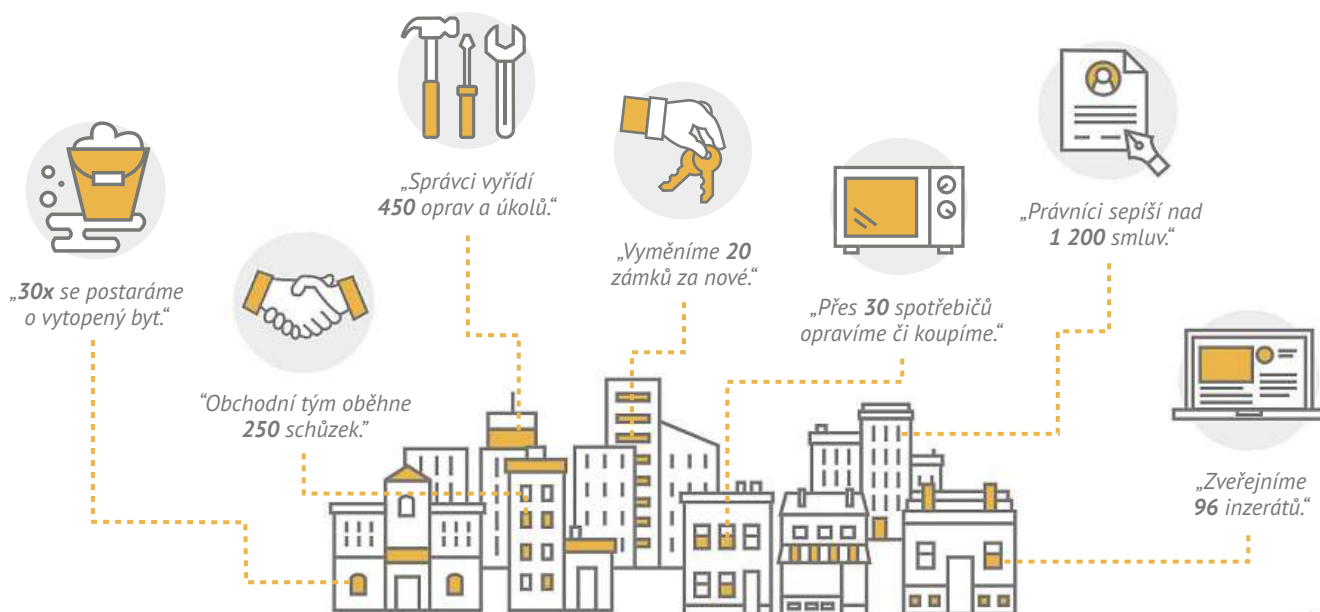 „30x se postaráme
o vytopený byt.“
“Obchodní tým oběhne
250 schůzek.”
„Správci vyřídí
450 oprav a úkolů.“
„Vyměníme 20
zámků za nové.“
„Přes 30 spotřebičů
opravíme či koupíme.“
„Právníci sepíší nad
1 200 smluv.“
„Zveřejníme
96 inzerátů.“